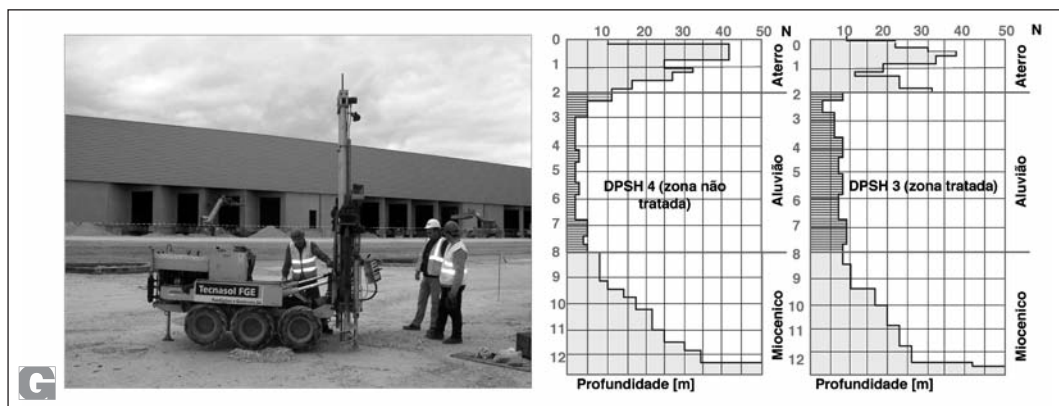 Tecnasol FGE
G
10 20 30 40 50 N
0
1
2
3
4
5
6
7
8
9
10
11
12
Aterro
Aluvião
Miocenico
DPSH 4 (zona não
tratada)
Profundidade [m]
10 20 30 40 50 N
0
1
2
3
4
5
6
7
8
9
10
11
12
Aterro
Aluvião
Miocenico
DPSH 3 (zona tratada)
Profundidade [m]